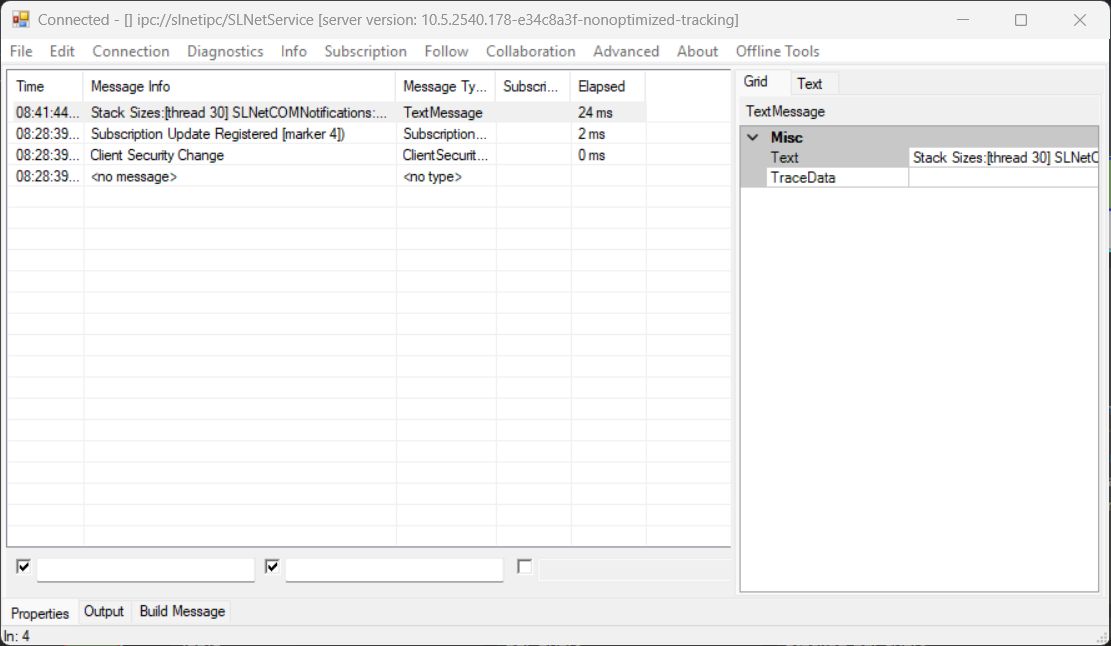 Connected - [] ipc://slnetipc/SLNetService [server version: 10.5.2540.178-e34c8a3f-nonoptimized-tracking]
File Edit Connection Diagnostics Info Subscription Follow Collaboration Advanced About Offline Tools
Time Message Info Message Ty... Subscri... Elapsed
08:41:44... Stack Sizes:[thread 30] SLNetCOMNotifications:... TextMessage 24 ms
08:28:39... Subscription Update Registered [marker 4]) Subscription... 2 ms
08:28:39... Client Security Change ClientSecurit... 0 ms
08:28:39... <no message> <no type>
Grid Text
TextMessage
Misc
Text Stack Sizes:[thread 30] SLNetC
TraceData
Properties Output Build Message
In: 4